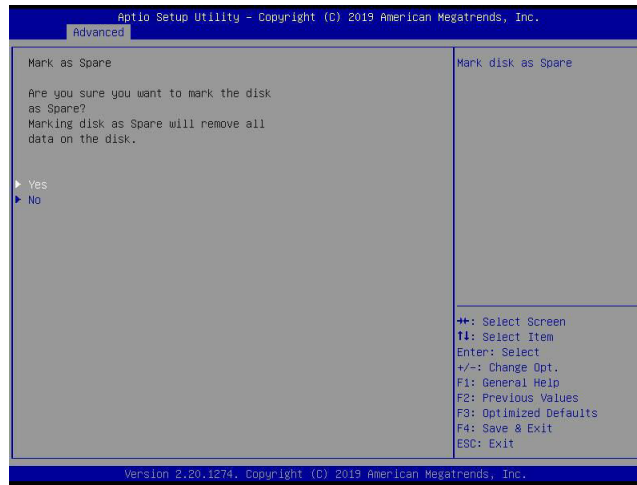 Aptio Setup Utility – Copyright (C) 2019 American Megatrends, Inc.
Advanced
Mark as Spare
Are you sure you want to mark the disk
as Spare?
Marking disk as Spare will remove all
data on the disk.
Yes
No
Mark disk as Spare
→←: Select Screen
↑↓: Select Item
Enter: Select
+/-: Change Opt.
F1: General Help
F2: Previous Values
F3: Optimized Defaults
F4: Save & Exit
ESC: Exit
Version 2.20.1274. Copyright (C) 2019 American Megatrends, Inc.